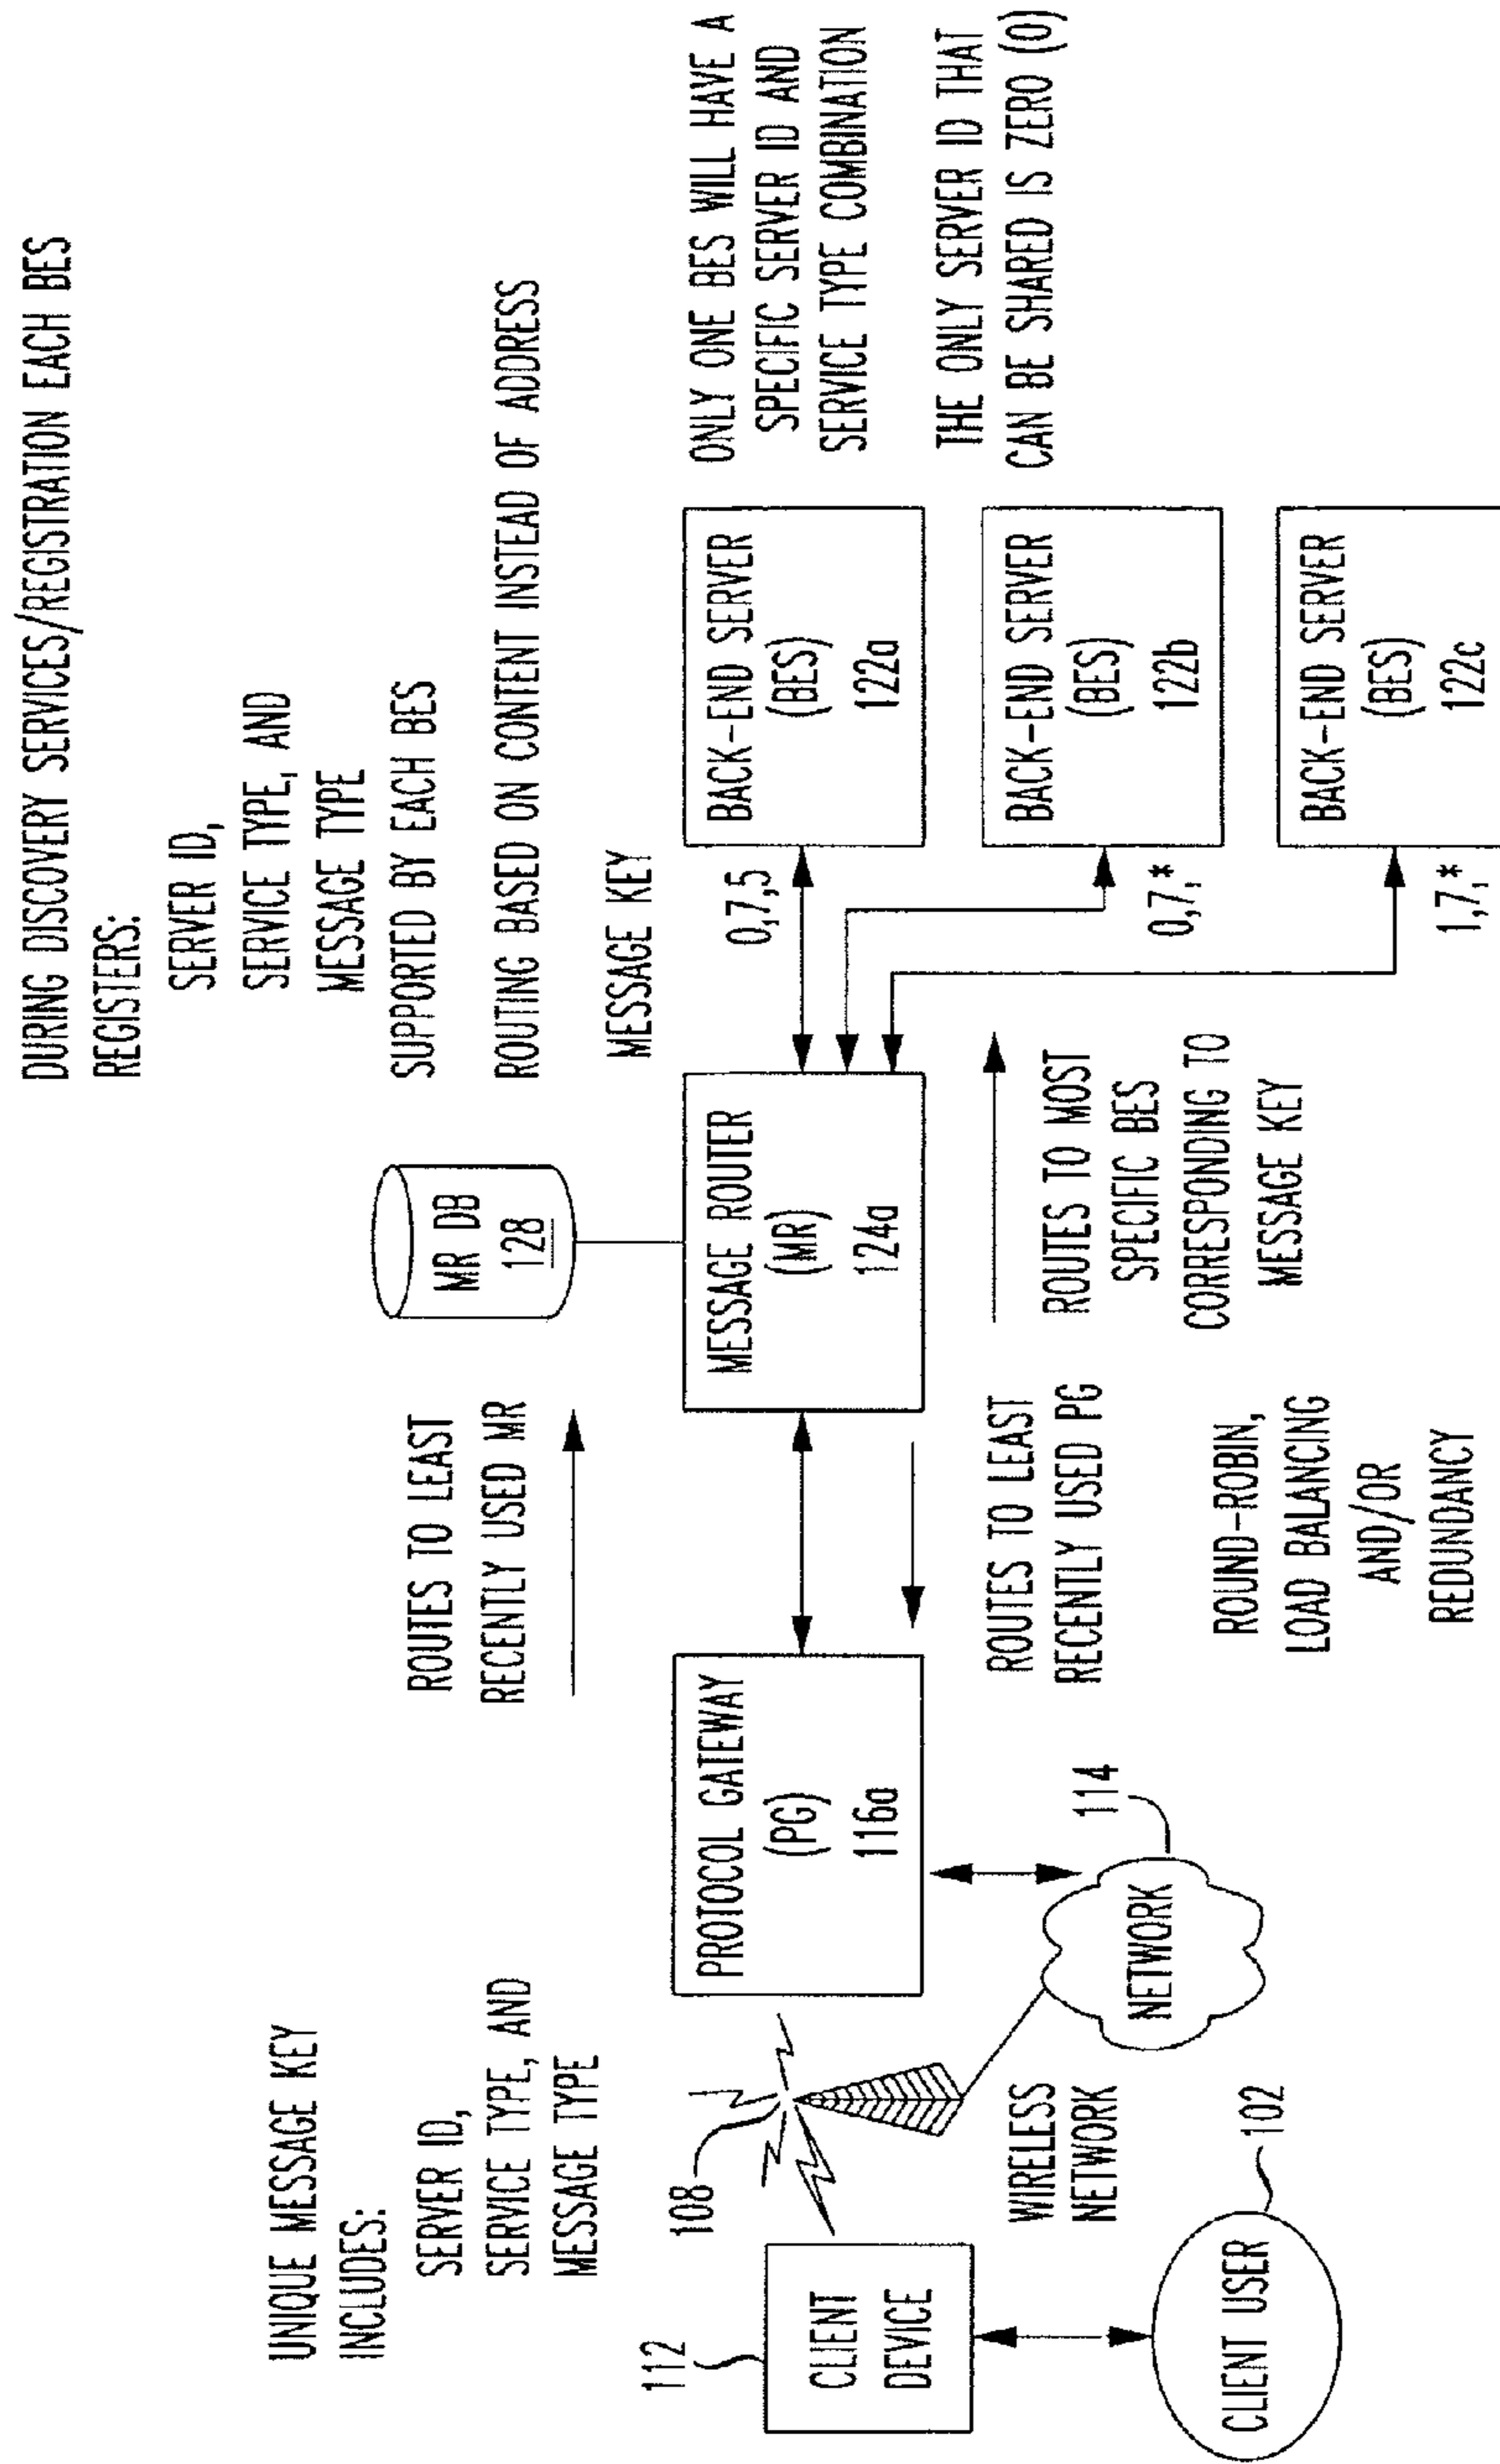 DURING DISCOVERY SERVICES/REGISTRATION EACH BES
REGISTERS:
SERVER ID,
SERVICE TYPE, AND
MESSAGE TYPE
SUPPORTED BY EACH BES
ROUTING BASED ON CONTENT INSTEAD OF ADDRESS
UNIQUE MESSAGE KEY
INCLUDES:
SERVER ID,
SERVICE TYPE, AND
MESSAGE TYPE
ROUTES TO LEAST
RECENTLY USED MR
MR DB
128
MESSAGE KEY
112
CLIENT
DEVICE
108
WIRELESS
NETWORK
CLIENT USER
102
NETWORK
114
PROTOCOL GATEWAY
(PG)
116a
ROUTES TO LEAST
RECENTLY USED PG
ROUND-ROBIN,
LOAD BALANCING
AND/OR
REDUNDANCY
MESSAGE ROUTER
(MR)
124a
ROUTES TO MOST
SPECIFIC BES
CORRESPONDING TO
MESSAGE KEY
0,7,5
0,7,*
1,7,*
BACK-END SERVER
(BES)
122a
BACK-END SERVER
(BES)
122b
BACK-END SERVER
(BES)
122c
ONLY ONE BES WILL HAVE A
SPECIFIC SERVER ID AND
SERVICE TYPE COMBINATION
THE ONLY SERVER ID THAT
CAN BE SHARED IS ZERO (0)